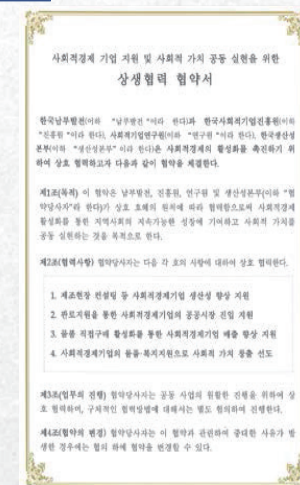 사회적경제 기업 지원 및 사회적 가치 공동 실현을 위한
상생협력 협약서
한국남부발전(이하 "남부발전"이라 한다)과 한국사회적기업진흥원(이하
"진흥원"이라 한다), 사회적기업연구원(이하 "연구원"이라 한다), 한국생산성
본부(이하 "생산성본부"이라 한다)은 사회적경제의 활성화를 촉진하기 위
하여 상호 협력하고자 다음과 같이 협약을 체결한다.
제1조(목적) 이 협약은 남부발전, 진흥원, 연구원 및 생산성본부(이하 "협
약당사자"라 한다)가 상호 호혜의 원칙에 따라 협력함으로써 사회적경제
활성화를 통한 지역사회의 지속가능한 성장에 기여하고 사회적 가치를
공동 실현하는 것을 목적으로 한다.
제2조(협력사항) 협약당사자는 다음 각 호의 사항에 대하여 상호 협력한다.
1. 제조현장 컨설팅 등 사회적경제기업 생산성 향상 지원
2. 판로지원을 통한 사회적경제기업의 공공시장 진입 지원
3. 물품 직접구매 활성화를 통한 사회적경제기업 매출 향상 지원
4. 사회적경제기업의 물품·복지지원으로 사회적 가치 창출 선도
제3조(업무의 진행) 협약당사자는 공동 사업의 원활한 진행을 위하여 상
호 협력하며, 구체적인 협력방법에 대해서는 별도 협의하여 진행한다.
제4조(협약의 변경) 협약당사자는 이 협약과 관련하여 중대한 사유가 발
생한 경우에는 협의 하에 협약을 변경할 수 있다.